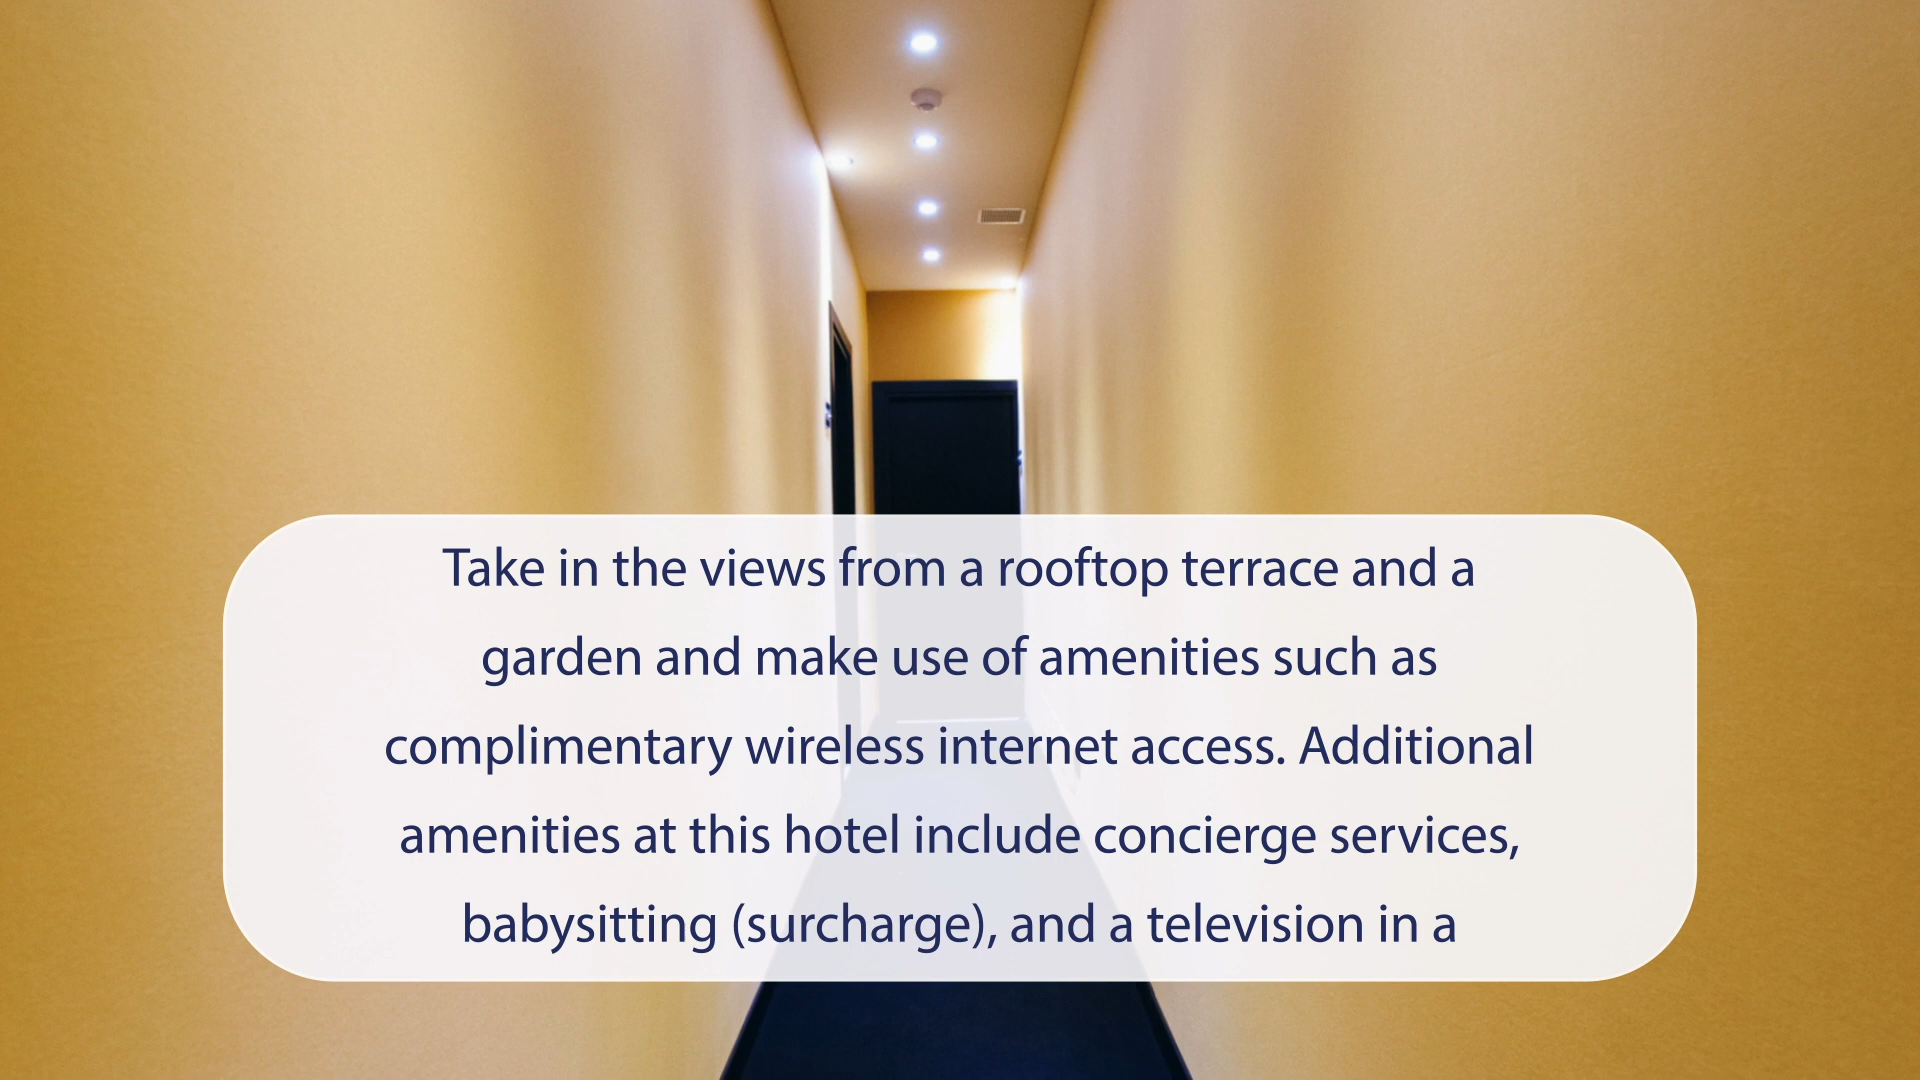 Take in the views from a rooftop terrace and a
garden and make use of amenities such as
complimentary wireless internet access. Additional
amenities at this hotel include concierge services,
babysitting (surcharge), and a television in a